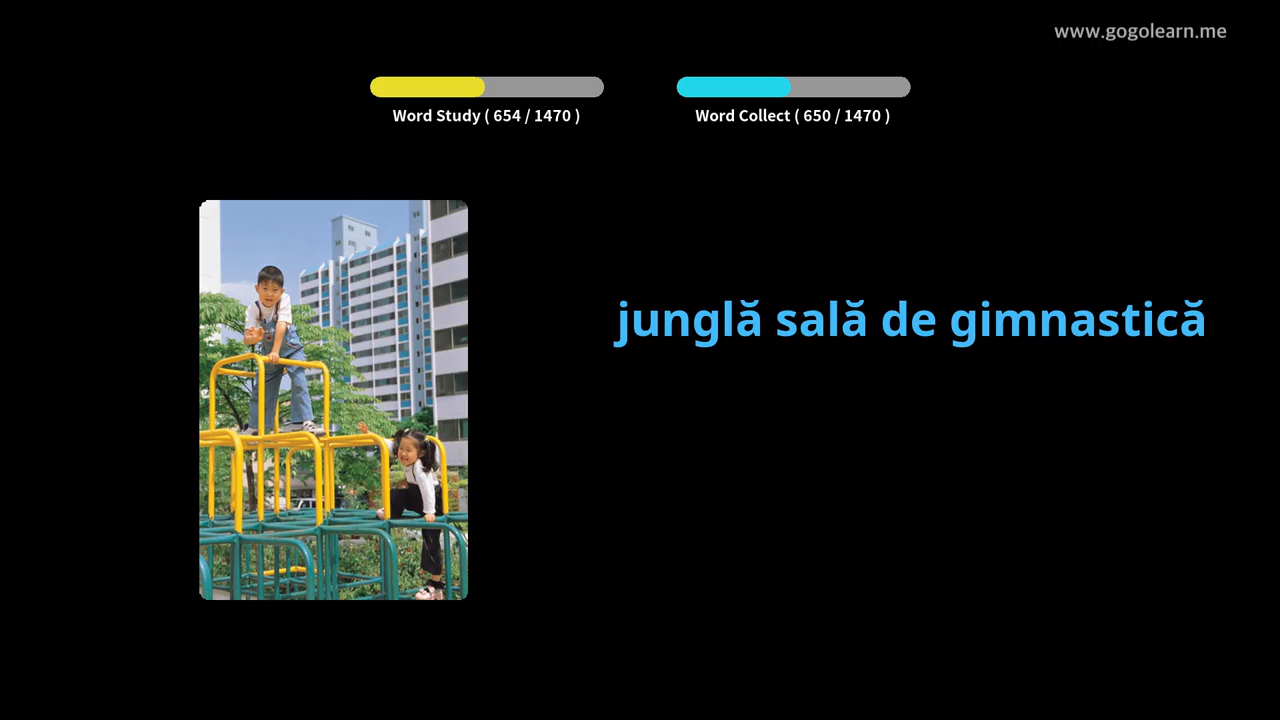 www.gogolearn.me
Word Study ( 654 / 1470 )
Word Collect ( 650 / 1470 )
junglă sală de gimnastică